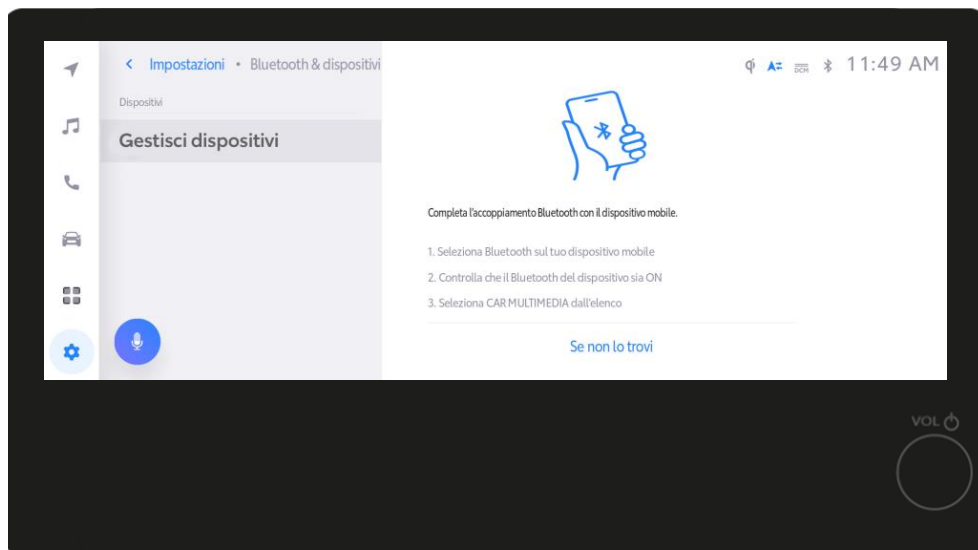 Impostazioni • Bluetooth & dispositivi
11:49 AM
DCM
Dispositivi
Gestisci dispositivi
Completa l'accoppiamento Bluetooth con il dispositivo mobile.
1. Seleziona Bluetooth sul tuo dispositivo mobile
2. Controlla che il Bluetooth del dispositivo sia ON
3. Seleziona CAR MULTIMEDIA dall'elenco
Se non lo trovi
VOL